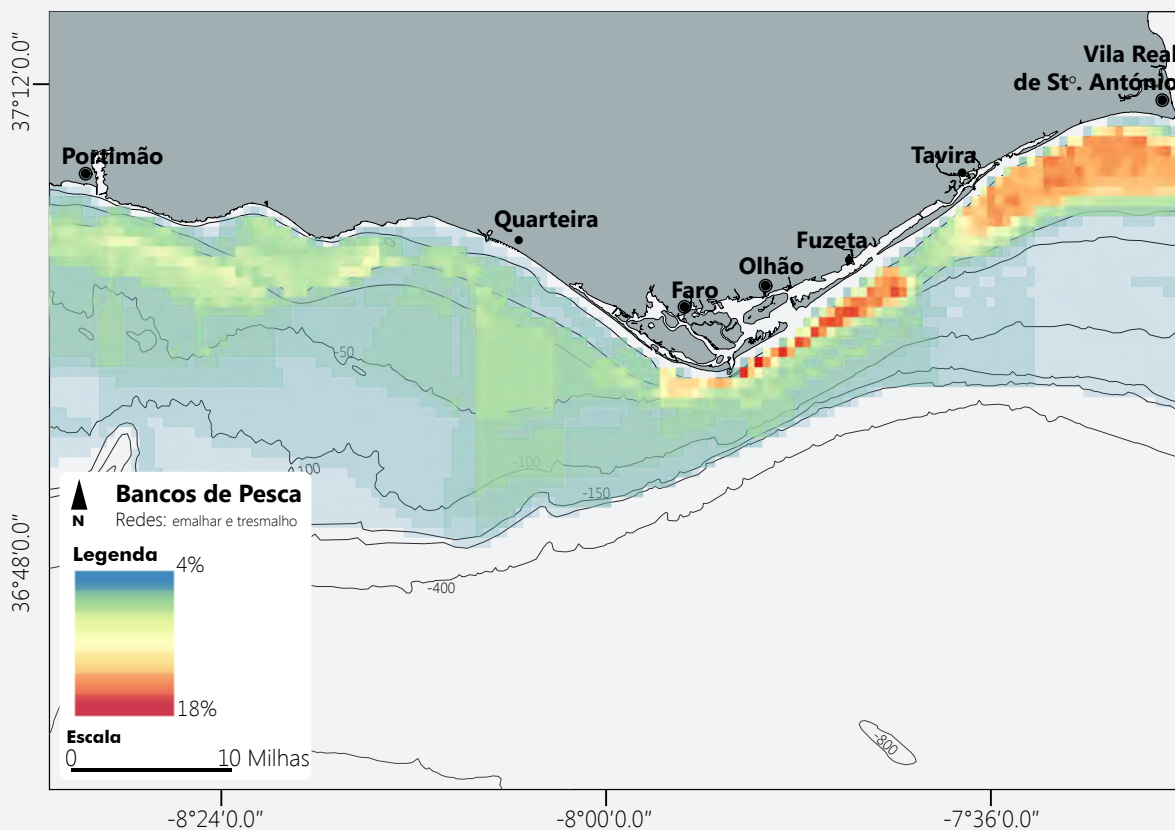 37°12'0.0"
36°48'0.0"
Vila Real
de Stº. António
Portimão
Tavira
Quarteira
Fuzeta
Olhão
Faro
-50
-100
-100
-150
-400
-800
N
Bancos de Pesca
Redes: emalhar e tresmalho
Legenda
4%
18%
Escala
0 10 Milhas
-8°24'0.0"
-8°00'0.0"
-7°36'0.0"